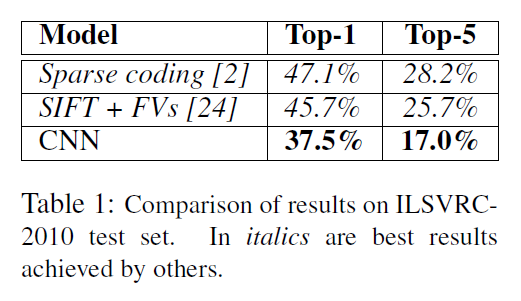 Model Top-1 Top-5
Sparse coding [2] 47.1% 28.2%
SIFT + FVs [24] 45.7% 25.7%
CNN 37.5% 17.0%
Table 1: Comparison of results on ILSVRC-
2010 test set. In italics are best results
achieved by others.